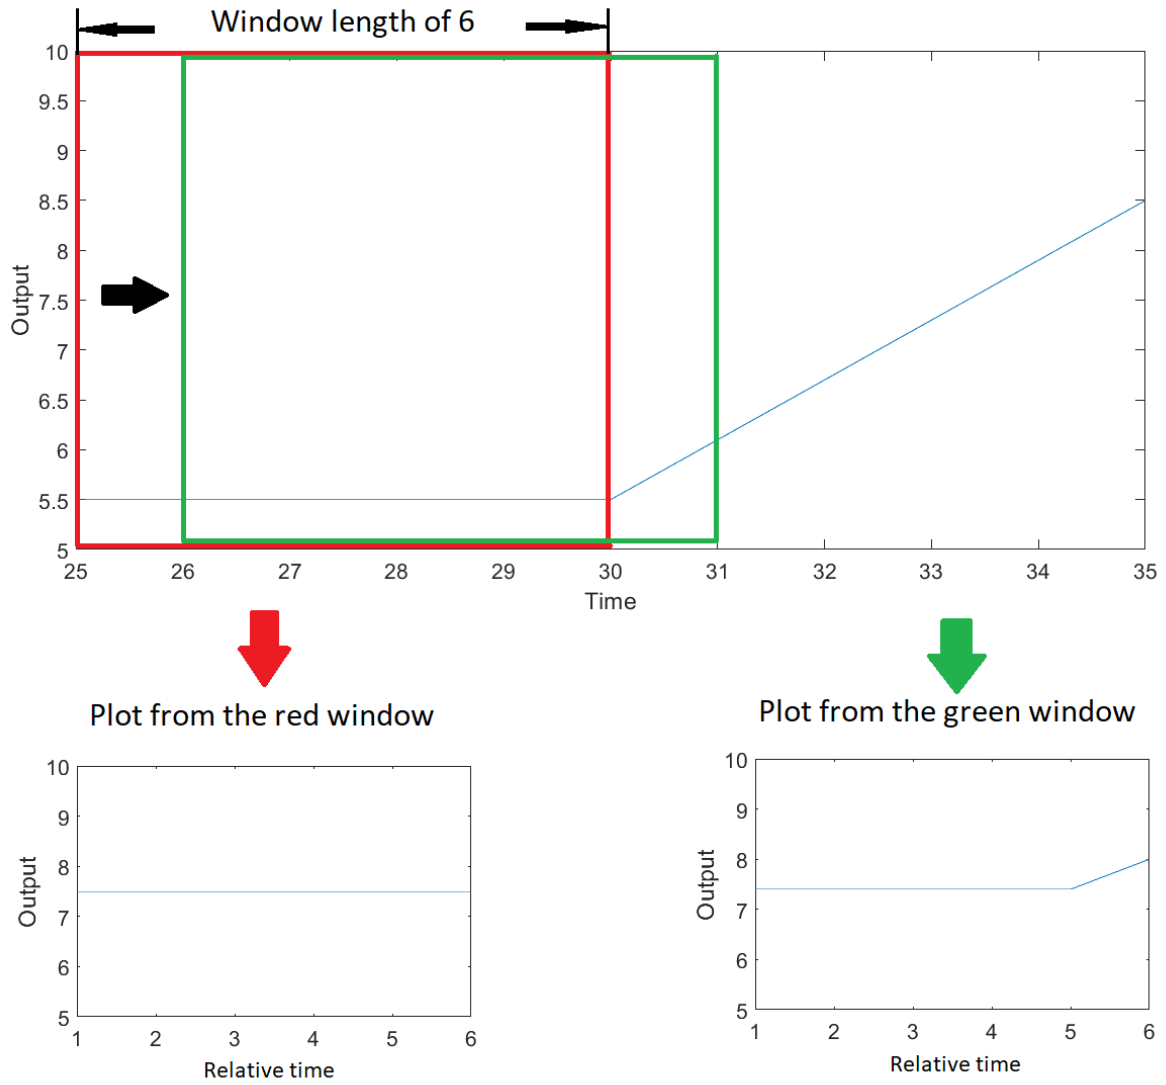 Window length of 6
10
9.5
9
8.5
8
7.5
7
6.5
6
5.5
5
Output
25 26 27 28 29 30 31 32 33 34 35
Time
Plot from the red window
10
9
8
7
6
5
Output
1 2 3 4 5 6
Relative time
Plot from the green window
10
9
8
7
6
5
Output
1 2 3 4 5 6
Relative time